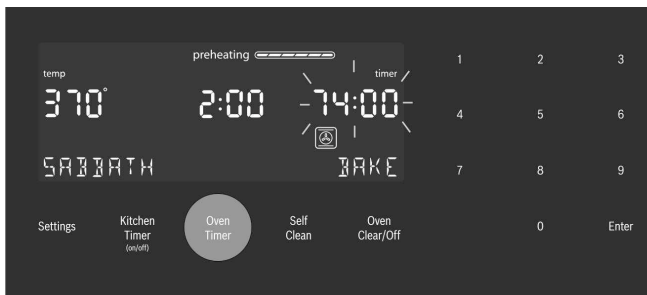 preheating
temp
timer
370° 2:00 74:00
SABBATH BAKE
Settings
Kitchen
Timer
(on/off)
Oven
Timer
Self
Clean
Oven
Clear/Off
1 2 3
4 5 6
7 8 9
0 Enter